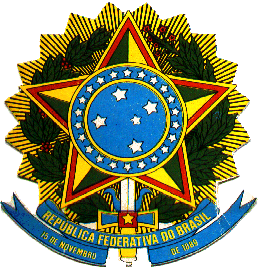 REPÚBLICA FEDERATIVA DO BRASIL
15 DE NOVEMBRO DE 1889